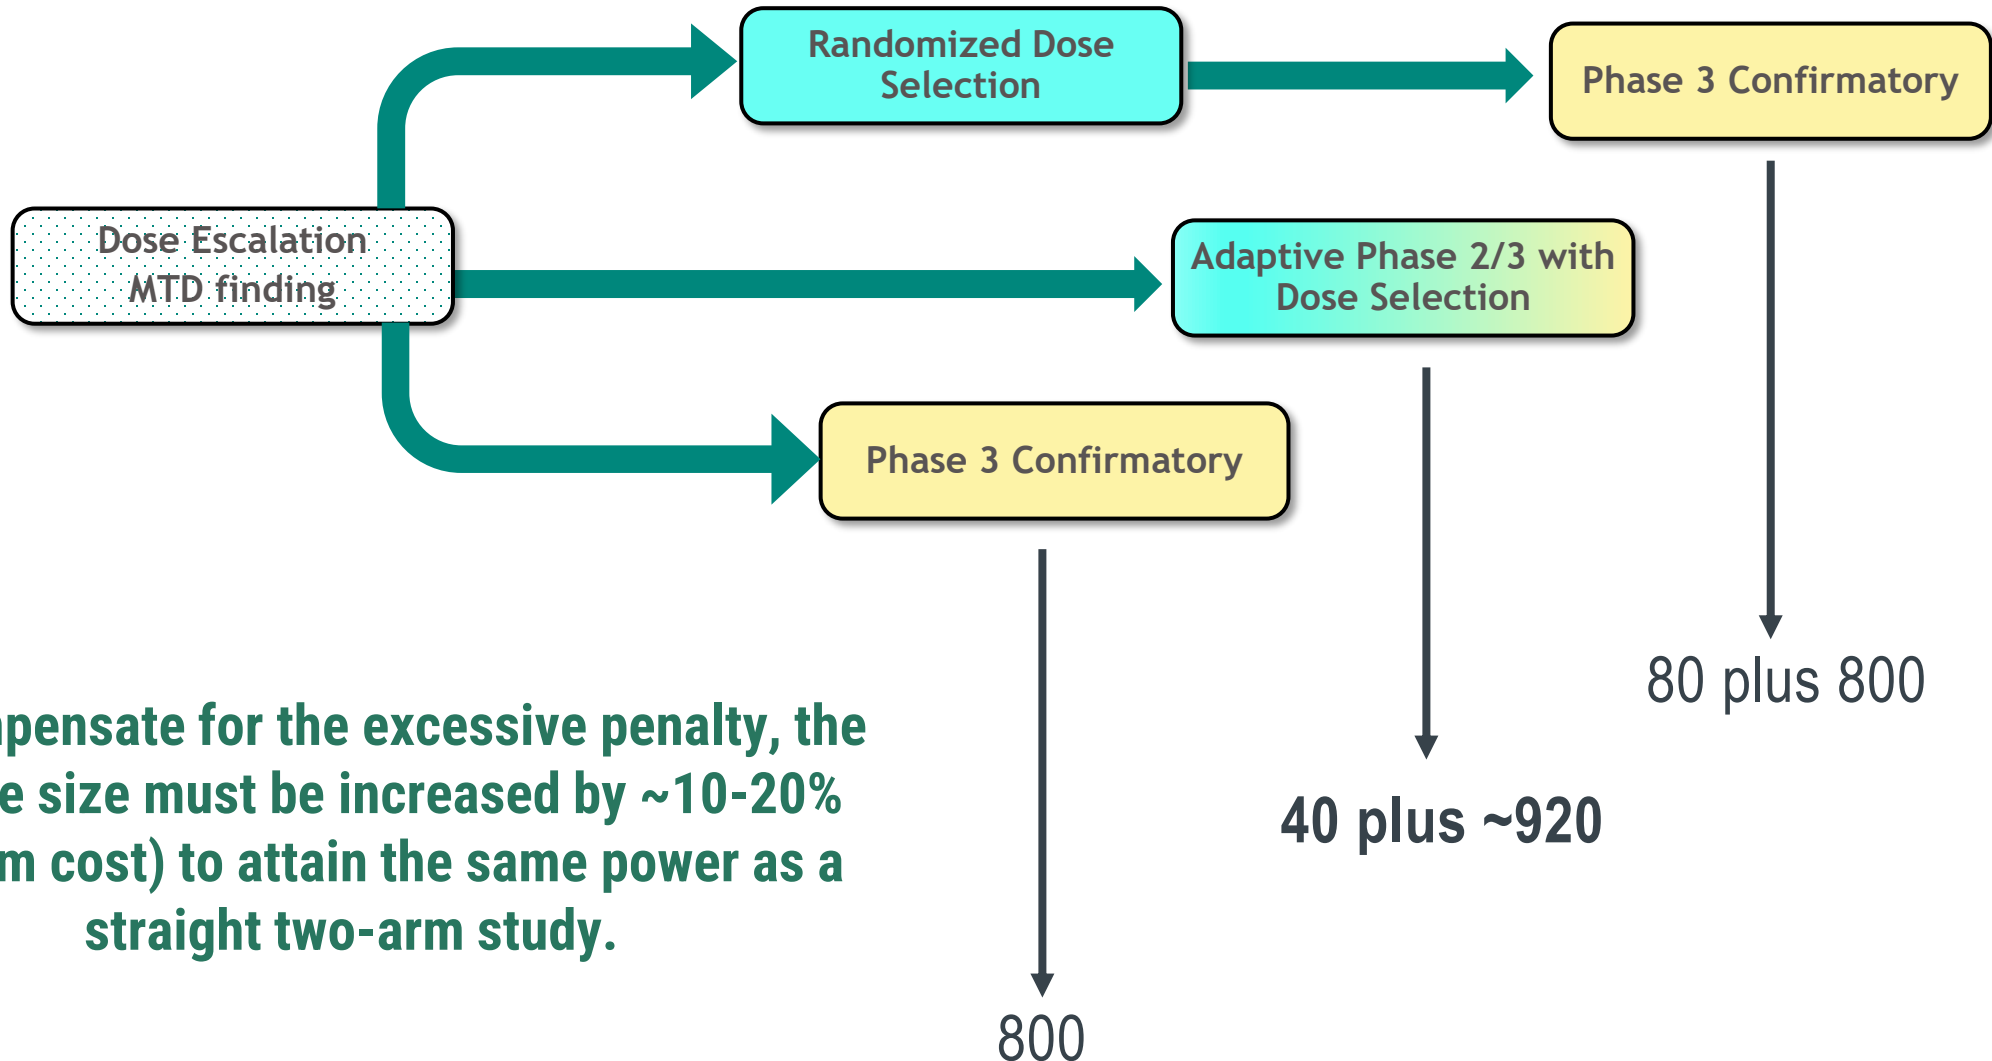 Randomized Dose
Selection
Phase 3 Confirmatory
Dose Escalation
MTD finding
Adaptive Phase 2/3 with
Dose Selection
Phase 3 Confirmatory
80 plus 800
40 plus ~920
800
for the excessive penalty, the
size must be increased by ~10-20%
cost) to attain the same power as a
straight two-arm study.